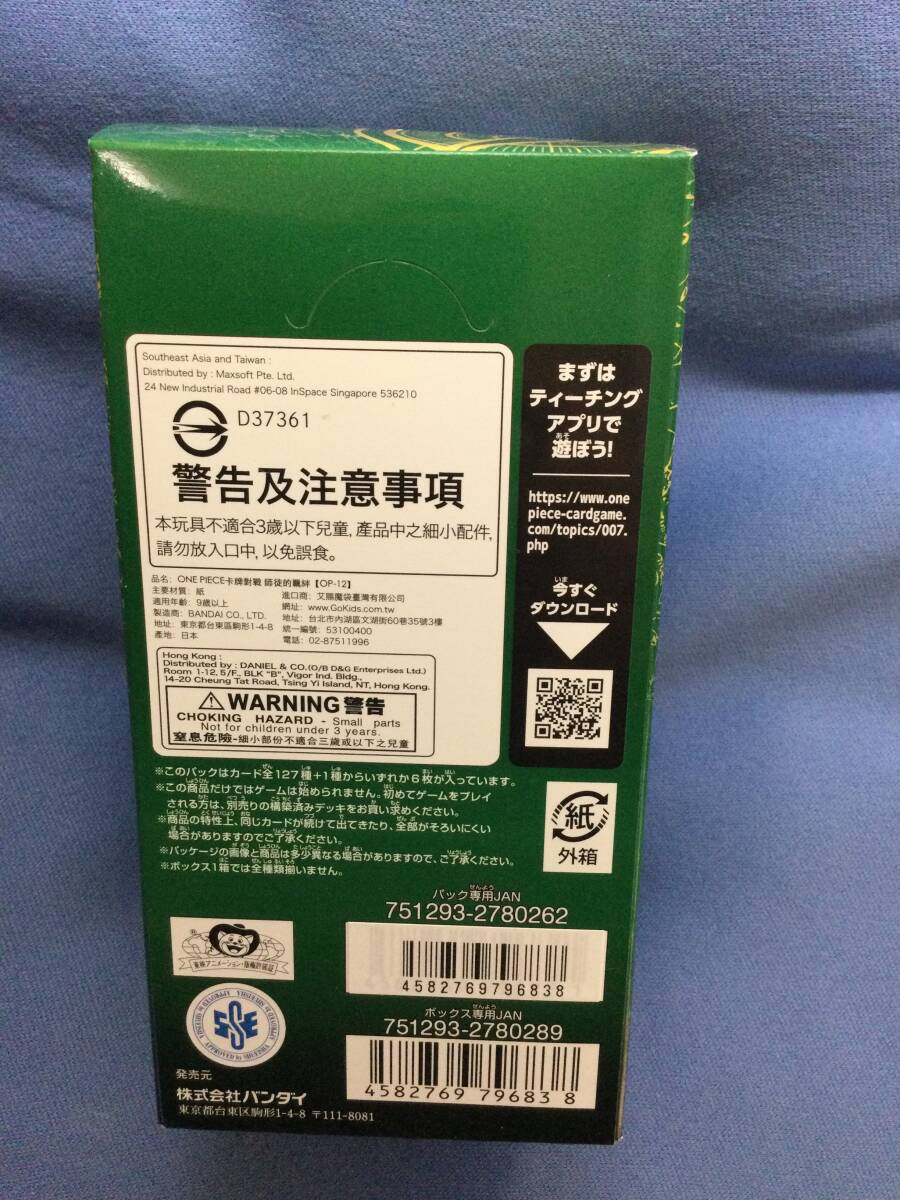 Southeast Asia and Taiwan :
Distributed by : Maxsoft Pte. Ltd.
24 New Industrial Road #06-08 InSpace Singapore 536210
D37361
警告及注意事項
本玩具不適合3歲以下兒童, 產品中之細小配件,
請勿放入口中, 以免誤食。
品名: ONE PIECE卡牌對戰 師徒的羈絆【OP-12】
主要材質: 紙
適用年齡: 9歲以上
製造商: BANDAI CO., LTD.
地址: 東京都台東區駒形1-4-8
產地: 日本
進口商: 艾賜魔袋臺灣有限公司
網址: www.GoKids.com.tw
地址: 台北市內湖區文湖街60巷35號3樓
統一編號: 53100400
電話: 02-87511996
Hong Kong :
Distributed by : DANIEL & CO.(O/B D&G Enterprises Ltd.)
Room 1-12, 5/F., BLK "B", Vigor Ind. Bldg.,
14-20 Cheung Tat Road, Tsing Yi Island, NT, Hong Kong.
WARNING 警告
CHOKING HAZARD - Small parts
Not for children under 3 years.
窒息危險-細小部份不適合三歲或以下之兒童
まずは
ティーチング
アプリで
遊ぼう!
https://www.one
piece-cardgame.
com/topics/007.
php
今すぐ
ダウンロード
※このパックはカード全127種+1種からいずれか6枚が入っています。
※この商品だけではゲームは始められません。初めてゲームをプレイ
される方は、別売りの構築済みデッキをお買い求めください。
※商品の特性上、同じカードが続けて出てきたり、全部がそろいにくい
場合がありますのでご了承ください。
※パッケージの画像と商品は多少異なる場合がありますので、ご了承ください。
※ボックス1箱では全種類揃いません。
紙
外箱
パック専用JAN
751293-2780262
4582769796838
ボックス専用JAN
751293-2780289
4582769 796838
東映アニメーション・版権許諾証
SSE
発売元
株式会社バンダイ
東京都台東区駒形1-4-8 〒111-8081